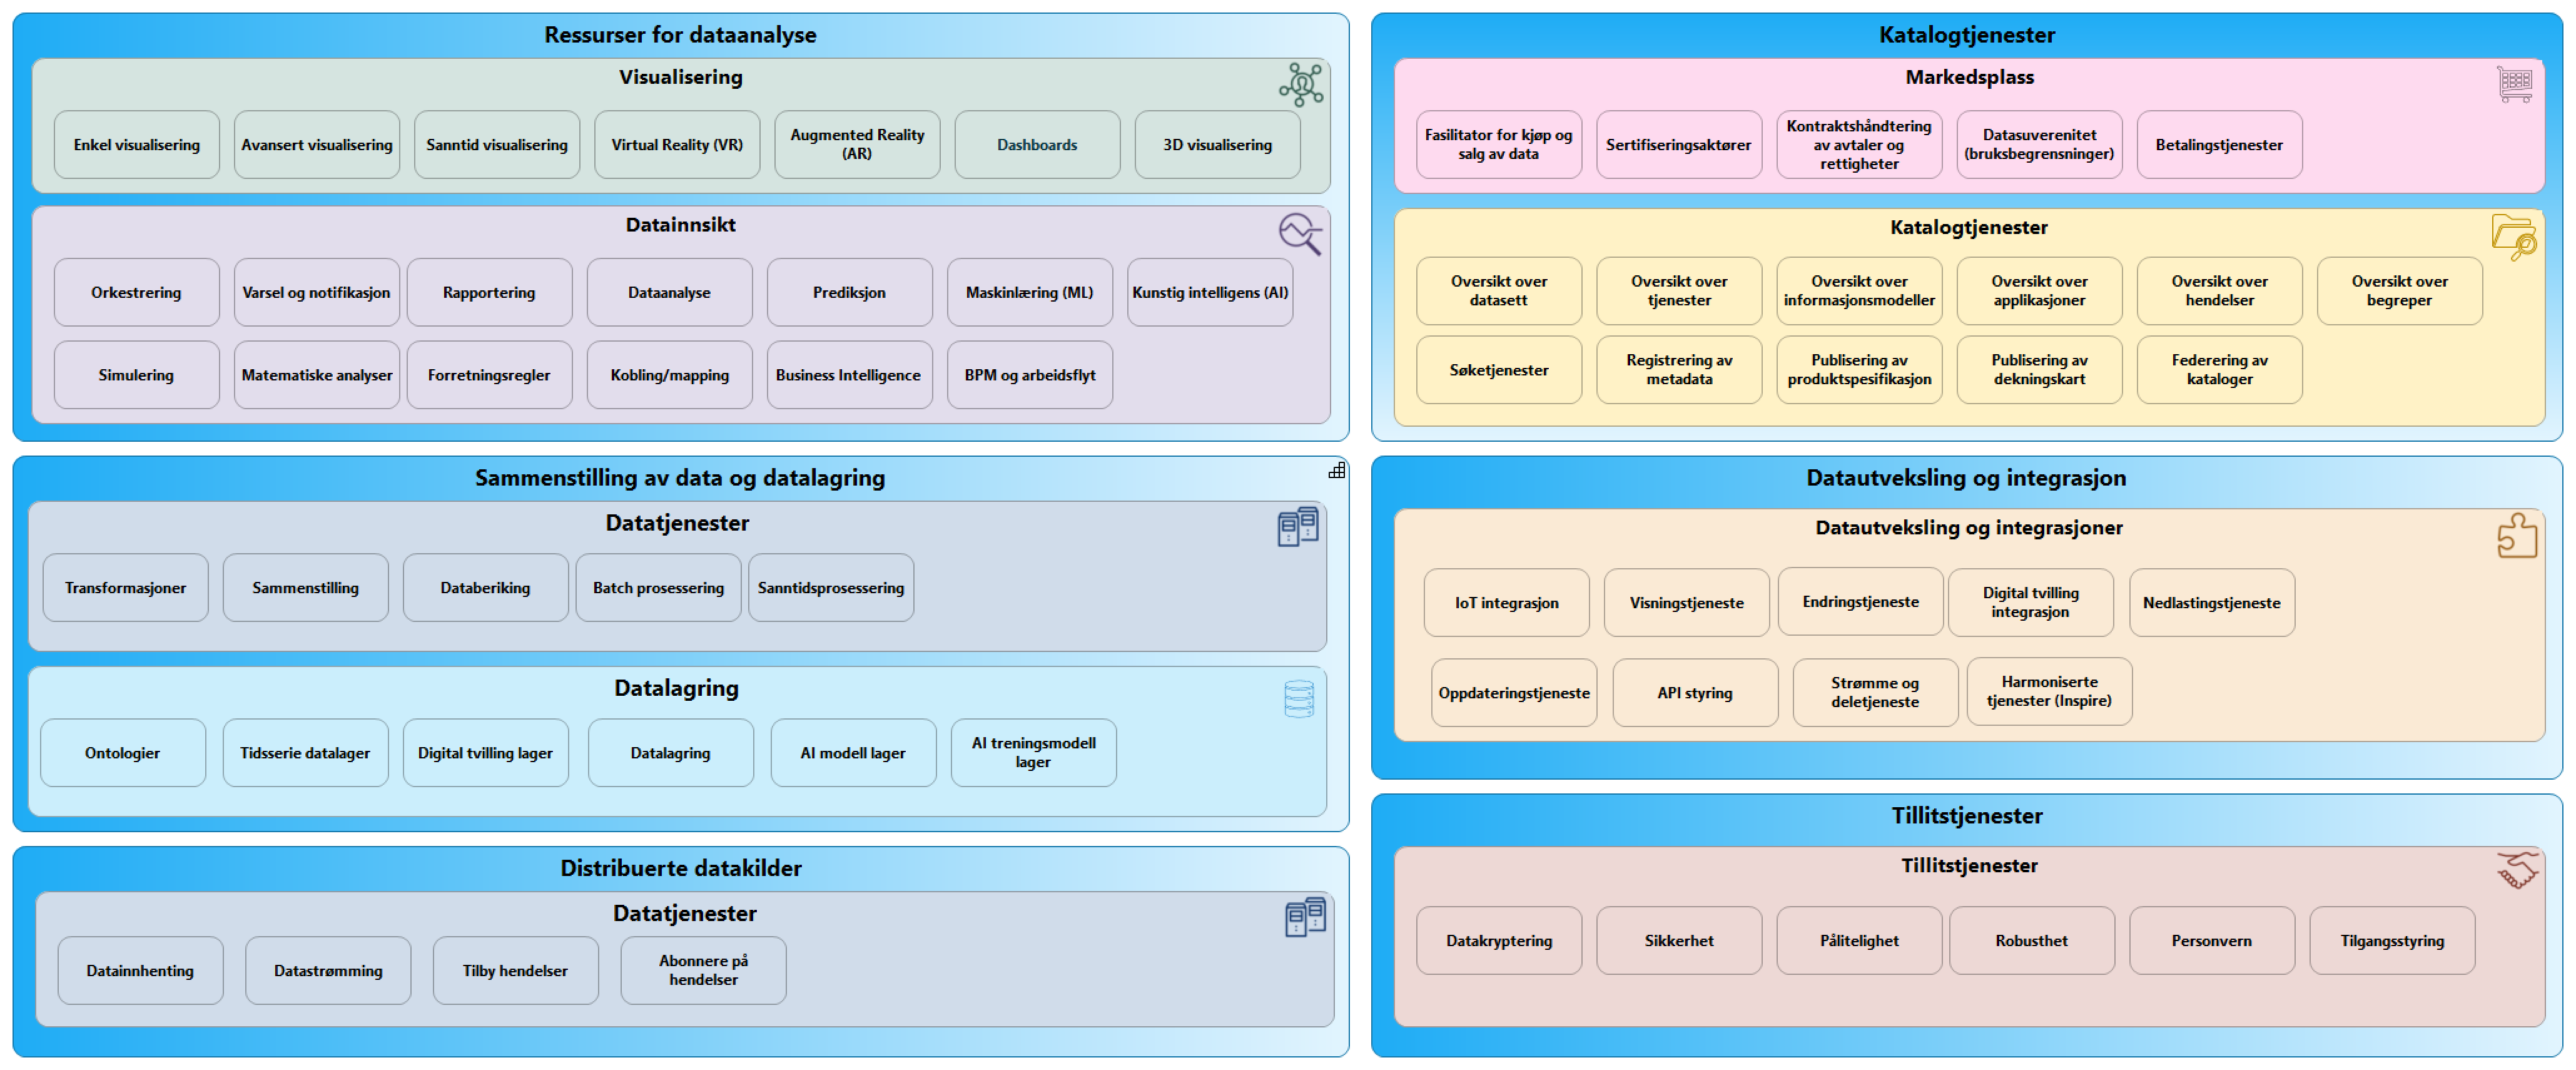 Ressurser for dataanalyse
Visualisering
Enkel visualisering
Avansert visualisering
Sanntid visualisering
Virtual Reality (VR)
Augmented Reality
(AR)
Dashboards
3D visualisering
Datainnsikt
Orkestrering
Varsel og notifikasjon
Rapportering
Dataanalyse
Prediksjon
Maskinlæring (ML)
Kunstig intelligens (AI)
Simulering
Matematiske analyser
Forretningsregler
Kobling/mapping
Business Intelligence
BPM og arbeidsflyt
Katalogtjenester
Markedsplass
Fasilitator for kjøp og
salg av data
Sertifiseringsaktører
Kontraktshåndtering
av avtaler og
rettigheter
Datasuverenitet
(bruksbegrensninger)
Betalingstjenester
Katalogtjenester
Oversikt over
datasett
Oversikt over
tjenester
Oversikt over
informasjonsmodeller
Oversikt over
applikasjoner
Oversikt over
hendelser
Oversikt over
begreper
Søketjenester
Registrering av
metadata
Publisering av
produktspesifikasjon
Publisering av
dekningskart
Federering av
kataloger
Sammenstilling av data og datalagring
Datatjenester
Transformasjoner
Sammenstilling
Databeriking
Batch prosessering
Sanntidsprosessering
Datalagring
Ontologier
Tidsserie datalager
Digital tvilling lager
Datalagring
AI modell lager
AI treningsmodell
lager
Datautveksling og integrasjon
Datautveksling og integrasjoner
IoT integrasjon
Visningstjeneste
Endringstjeneste
Digital tvilling
integrasjon
Nedlastingstjeneste
Oppdateringstjeneste
API styring
Strømme og
deletjeneste
Harmoniserte
tjenester (Inspire)
Distribuerte datakilder
Datatjenester
Datainnhenting
Datastrømming
Tilby hendelser
Abonnere på
hendelser
Tillitstjenester
Tillitstjenester
Datakryptering
Sikkerhet
Pålitelighet
Robusthet
Personvern
Tilgangsstyring